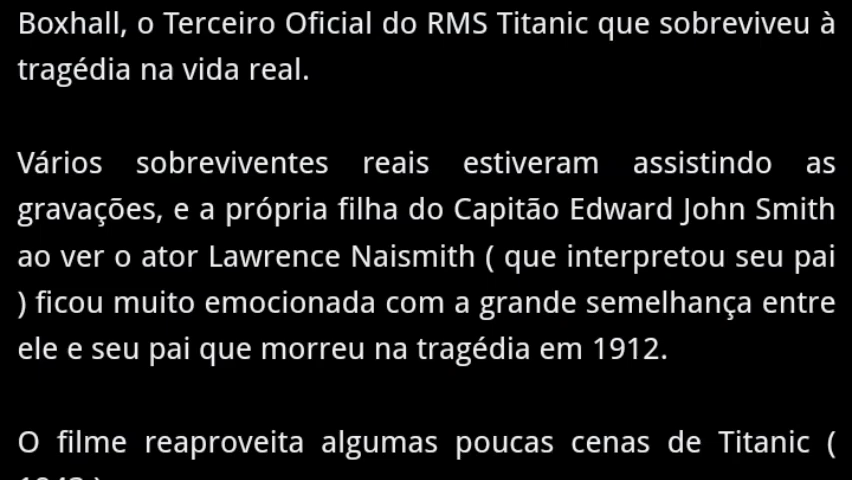 Boxhall, o Terceiro Oficial do RMS Titanic que sobreviveu à
tragédia na vida real.
Vários sobreviventes reais estiveram assistindo as
gravações, e a própria filha do Capitão Edward John Smith
ao ver o ator Lawrence Naismith ( que interpretou seu pai
) ficou muito emocionada com a grande semelhança entre
ele e seu pai que morreu na tragédia em 1912.
O filme reaproveita algumas poucas cenas de Titanic (